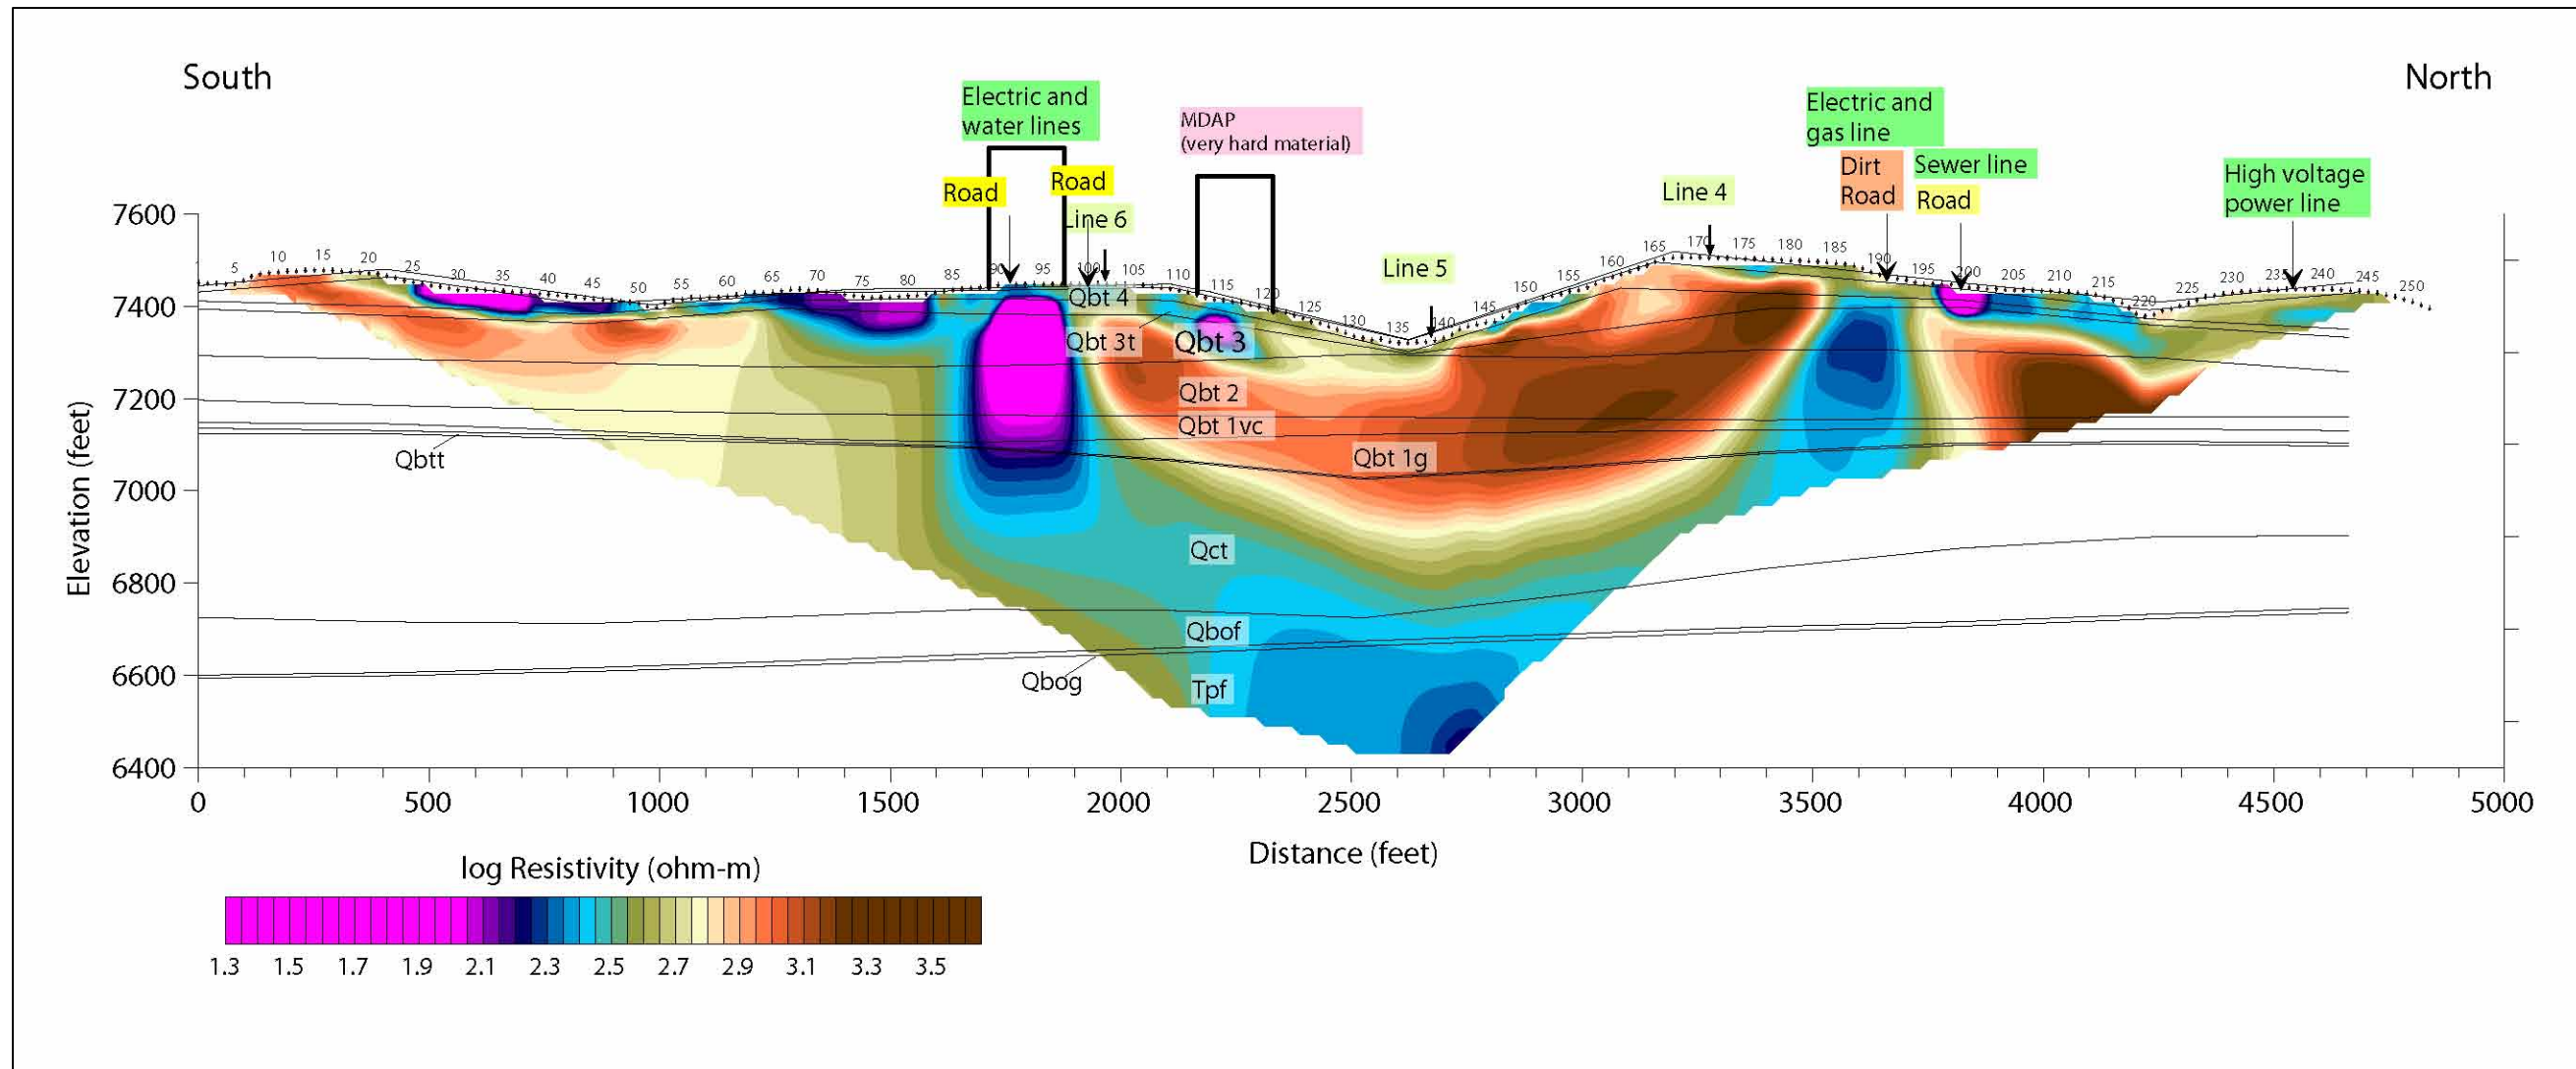 South
North
Electric and
water lines
MDAP
(very hard material)
Electric and
gas line
Road
Road
Line 6
Line 5
Line 4
Dirt
Road
Sewer line
Road
High voltage
power line
5 10 15 20 25 30 35 40 45 50 55 60 65 70 75 80 85 90 95 100 105 110 115 120 125 130 135 140 145 150 155 160 165 170 175 180 185 190 195 200 205 210 215 220 225 230 235 240 245 250
Elevation (feet)
7600
7400
7200
7000
6800
6600
6400
Qbt 4
Qbt 3t
Qbt 3
Qbt 2
Qbt 1vc
Qbtt
Qbt 1g
Qct
Qbof
Qbog
Tpf
0 500 1000 1500 2000 2500 3000 3500 4000 4500 5000
Distance (feet)
log Resistivity (ohm-m)
1.3 1.5 1.7 1.9 2.1 2.3 2.5 2.7 2.9 3.1 3.3 3.5